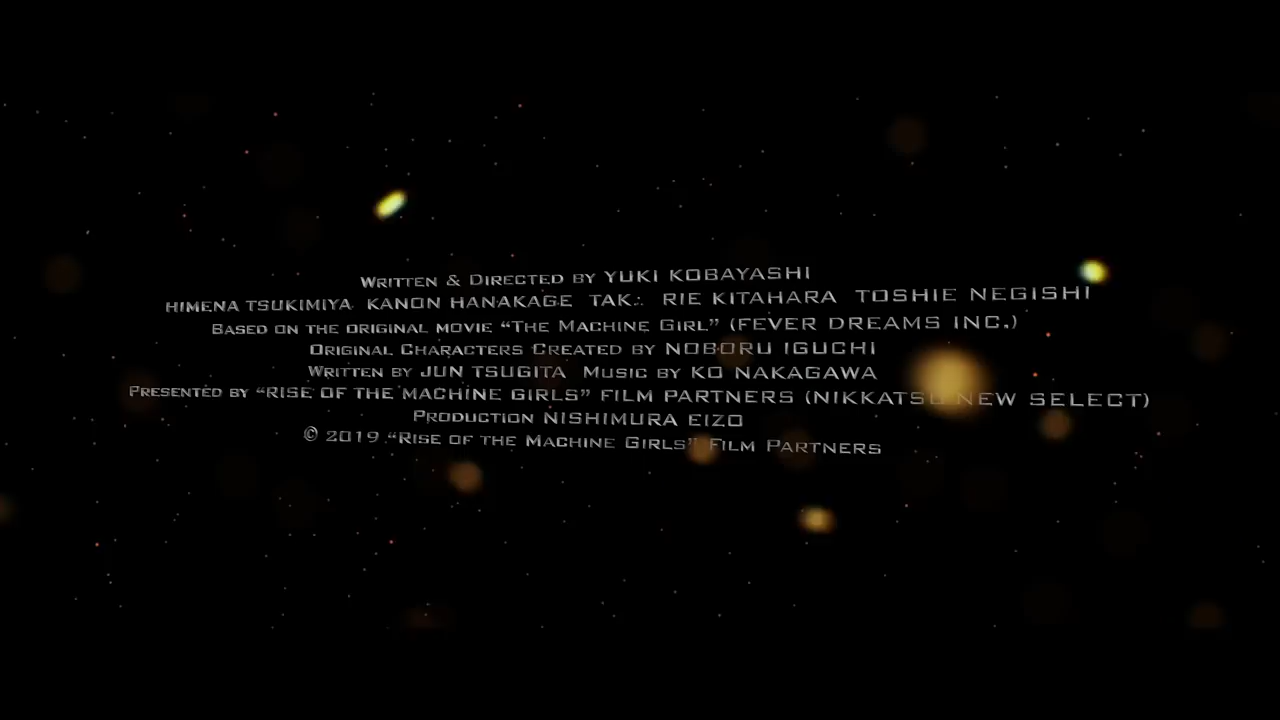 Written & Directed by YUKI KOBAYASHI
HIMENA TSUKIMIYA KANON HANAKAGE TAK∴ RIE KITAHARA TOSHIE NEGISHI
Based on the original movie “The Machine Girl” (FEVER DREAMS INC.)
Original Characters Created by NOBORU IGUCHI
Written by JUN TSUGITA Music by KO NAKAGAWA
Presented by “RISE OF THE MACHINE GIRLS” FILM PARTNERS (NIKKATSU NEW SELECT)
Production NISHIMURA EIZO
© 2019 “Rise of the Machine Girls” Film Partners